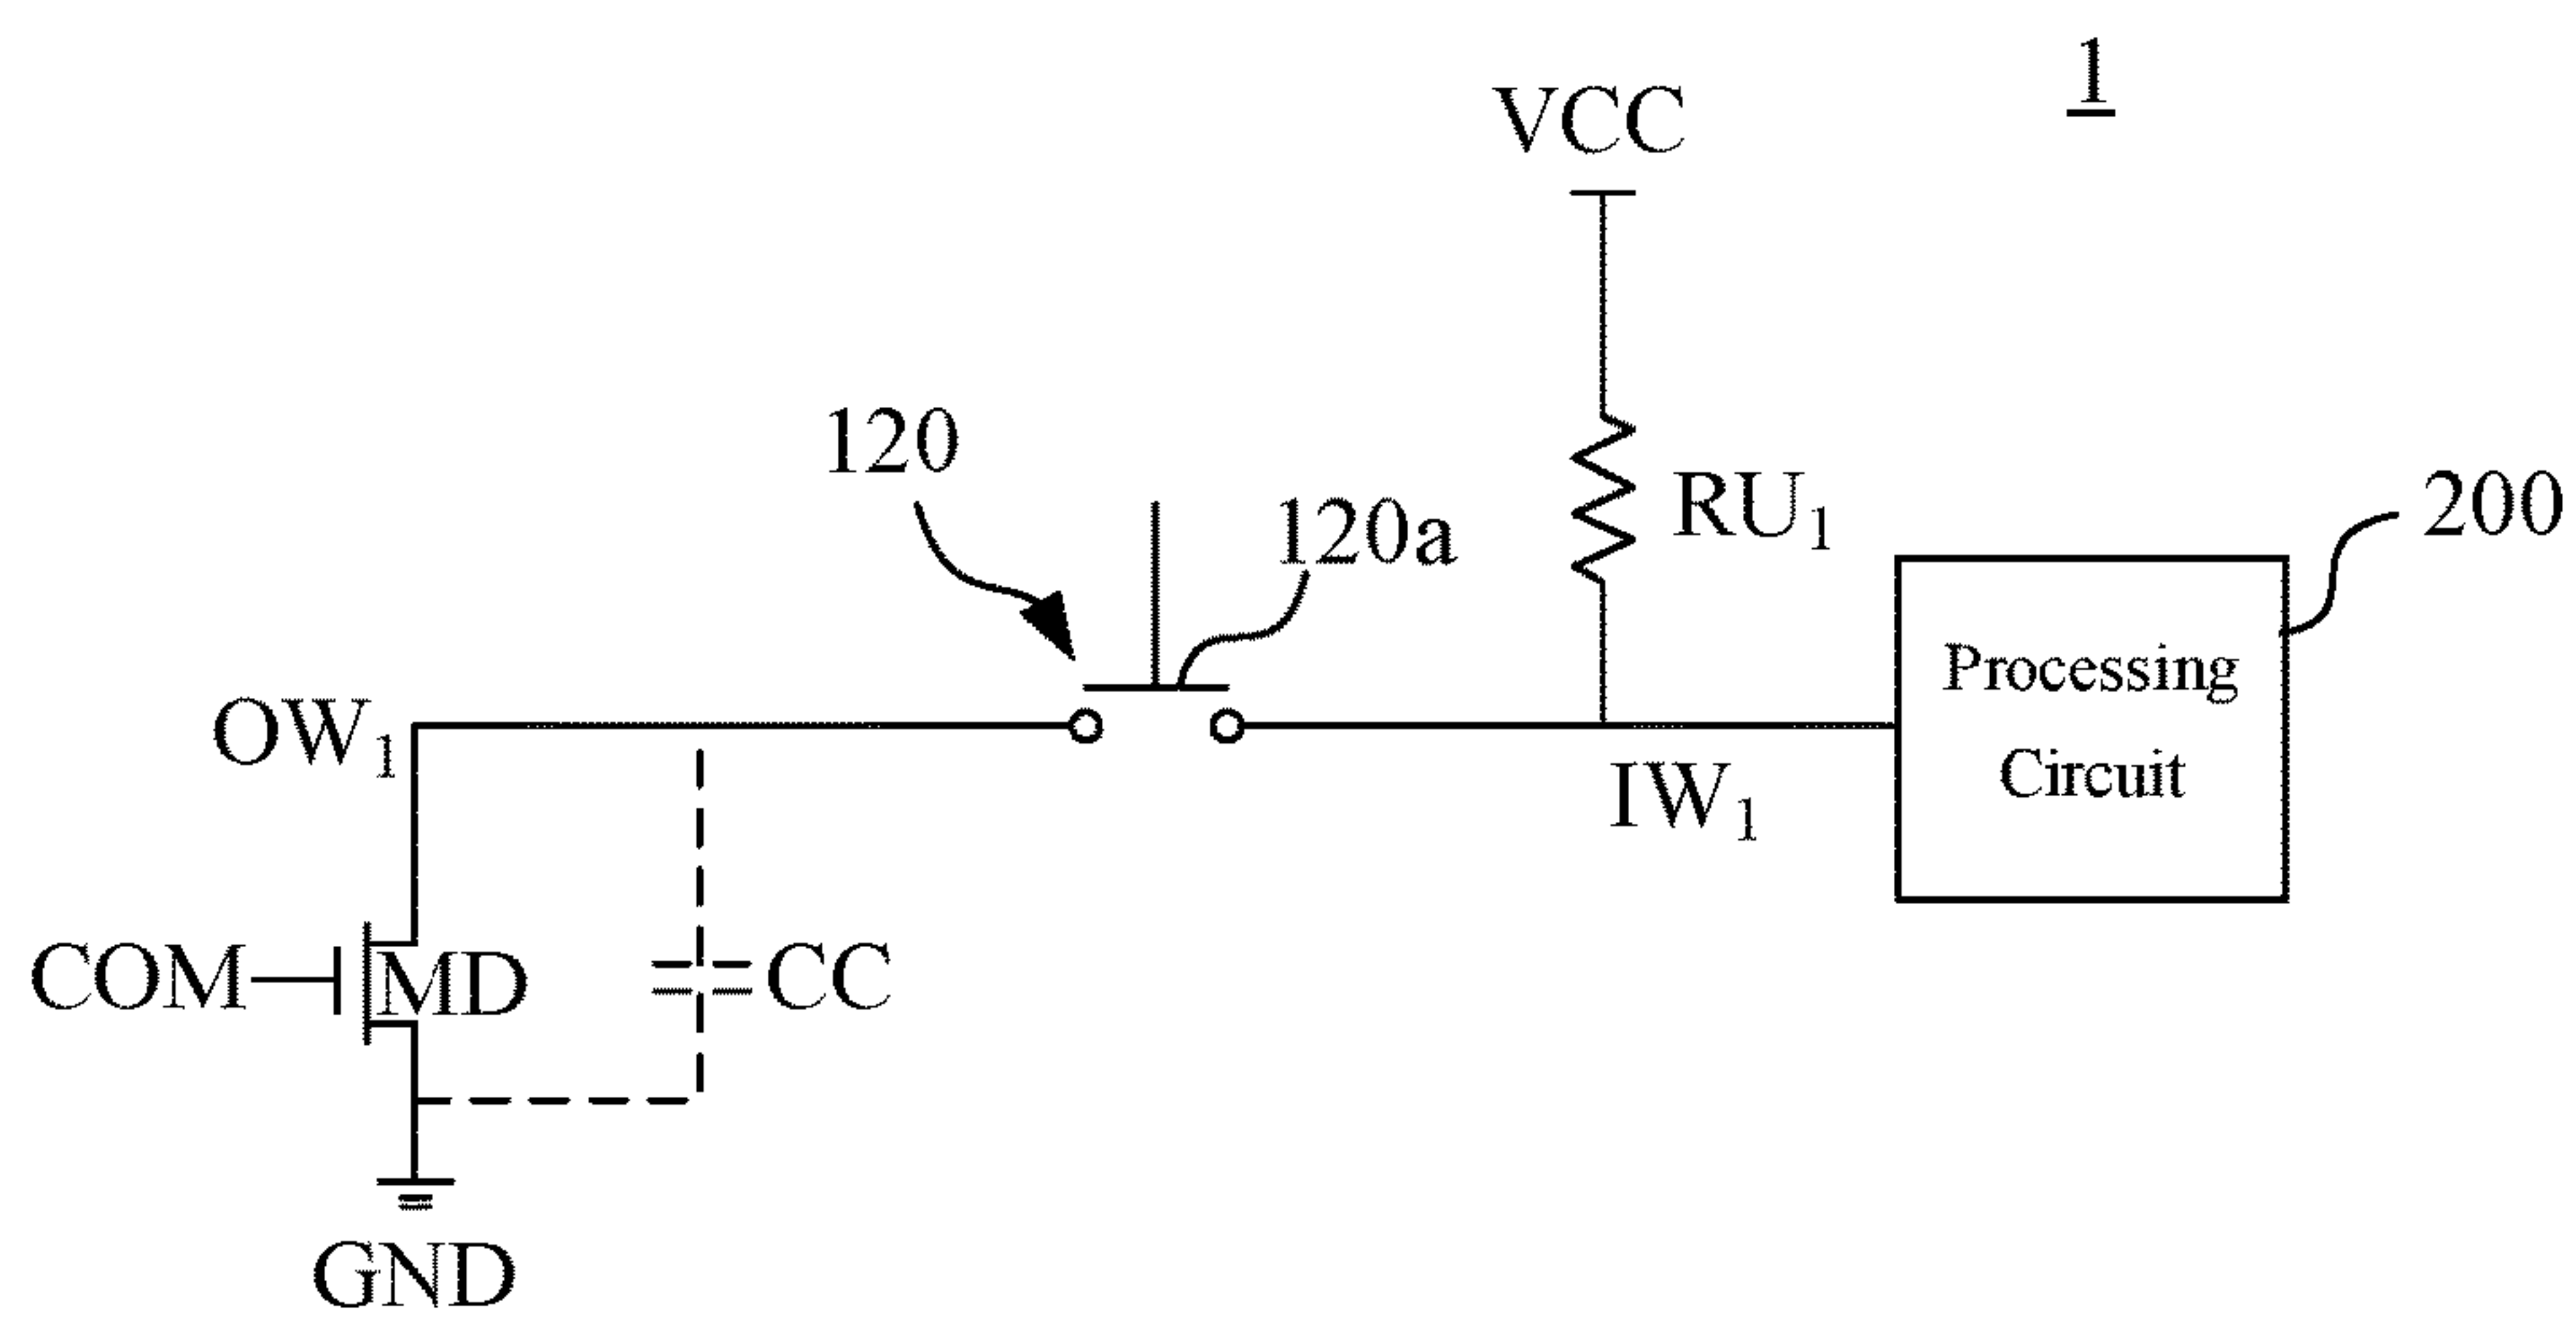 1
VCC
120
120a
RU₁
200
Processing
Circuit
OW₁
IW₁
COM
MD
CC
GND